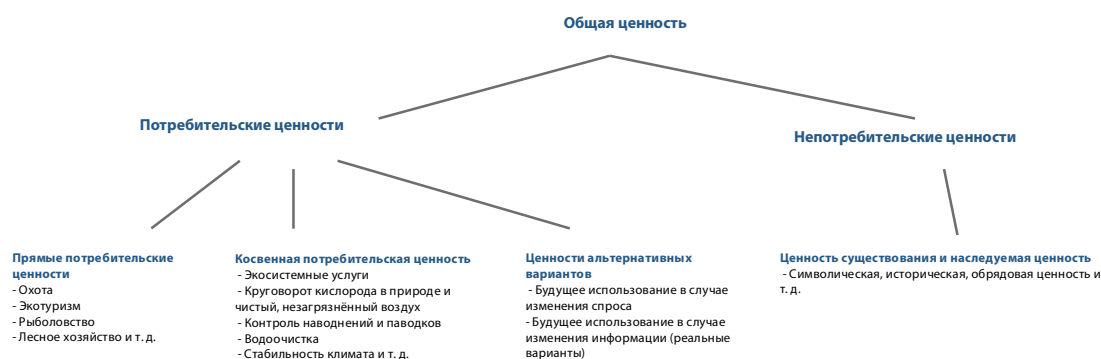 Общая ценность
Потребительские ценности
Непотребительские ценности
Прямые потребительские
ценности
- Охота
- Экотуризм
- Рыболовство
- Лесное хозяйство и т. д.
Косвенная потребительская ценность
- Экосистемные услуги
- Круговорот кислорода в природе и
чистый, незагрязнённый воздух
- Контроль наводнений и паводков
- Водоочистка
- Стабильность климата и т. д.
Ценности альтернативных
вариантов
- Будущее использование в случае
изменения спроса
- Будущее использование в случае
изменения информации (реальные
варианты)
Ценность существования и наследуемая ценность
- Символическая, историческая, обрядовая ценность и
т. д.